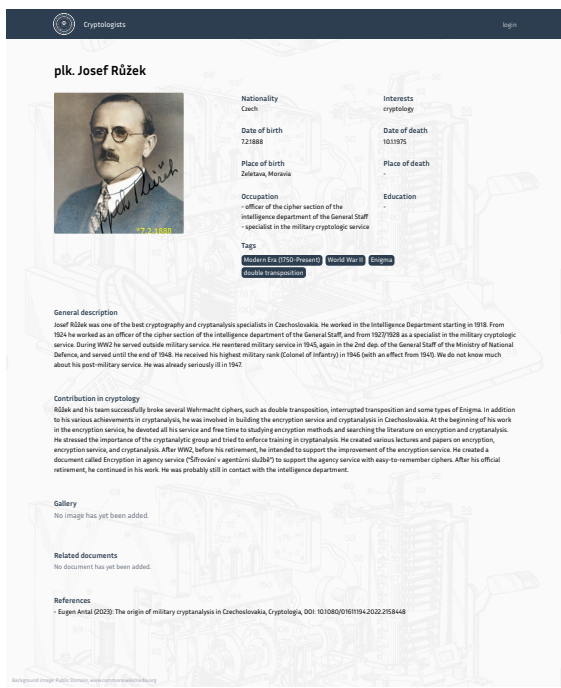 Cryptologists
login
plk. Josef Růžek
Nationality
Czech
Interests
cryptology
Date of birth
7.2.1888
Date of death
10.1.1975
Place of birth
Želetava, Moravia
Place of death
-
Occupation
- officer of the cipher section of the
intelligence department of the General Staff
- specialist in the military cryptologic service
Education
-
Tags
Modern Era (1750-Present) World War II Enigma
double transposition
*7.2.1888
General description
Josef Růžek was one of the best cryptography and cryptanalysis specialists in Czechoslovakia. He worked in the Intelligence Department starting in 1918. From
1924 he worked as an officer of the cipher section of the intelligence department of the General Staff, and from 1927/1928 as a specialist in the military cryptologic
service. During WW2 he served outside military service. He reentered military service in 1945, again in the 2nd dep. of the General Staff of the Ministry of National
Defence, and served until the end of 1948. He received his highest military rank (Colonel of Infantry) in 1946 (with an effect from 1941). We do not know much
about his post-military service. He was already seriously ill in 1947.
Contribution in cryptology
Růžek and his team successfully broke several Wehrmacht ciphers, such as double transposition, interrupted transposition and some types of Enigma. In addition
to his various achievements in cryptanalysis, he was involved in building the encryption service and cryptanalysis in Czechoslovakia. At the beginning of his work
in the encryption service, he devoted all his service and free time to studying encryption methods and searching the literature on encryption and cryptanalysis.
He stressed the importance of the cryptanalytic group and tried to enforce training in cryptanalysis. He created various lectures and papers on encryption,
encryption service, and cryptanalysis. After WW2, before his retirement, he intended to support the improvement of the encryption service. He created a
document called Encryption in agency service ("Šifrování v agentúrní službě") to support the agency service with easy-to-remember ciphers. After his official
retirement, he continued in his work. He was probably still in contact with the intelligence department.
Gallery
No image has yet been added.
Related documents
No document has yet been added.
References
- Eugen Antal (2023): The origin of military cryptanalysis in Czechoslovakia, Cryptologia, DOI: 10.1080/01611194.2022.2158448
Background image Public Domain, www.commons.wikimedia.org